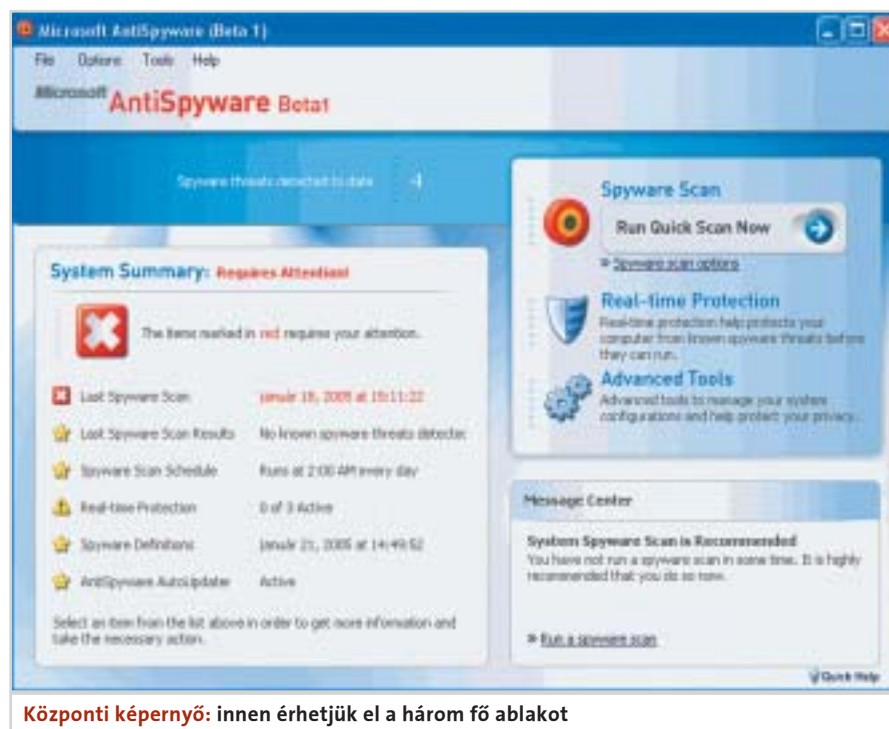 Microsoft AntiSpyware (Beta 1)
File Options Tools Help
Microsoft AntiSpyware Beta1
Spyware threats detected to date
System Summary: Requires Attention!
The items marked in red requires your attention.
Last Spyware Scan január 18, 2005 at 15:11:22
Last Spyware Scan Results No known spyware threats detected.
Spyware Scan Schedule Runs at 2:00 AM every day
Real-time Protection 0 of 3 Active
Spyware Definitions január 21, 2005 at 14:49:52
AntiSpyware AutoUpdater Active
Select an item from the list above in order to get more information and
take the necessary action.
Spyware Scan
Run Quick Scan Now
» Spyware scan options
Real-time Protection
Real-time protection help protects your
computer from known spyware threats before
they can run.
Advanced Tools
Advanced tools to manage your system
configurations and help protect your privacy.
Message Center
System Spyware Scan is Recommended
You have not run a spyware scan in some time. It is highly
recommended that you do so now.
» Run a spyware scan
Quick Help
Központi képernyő: innen érhetjük el a három fő ablakot